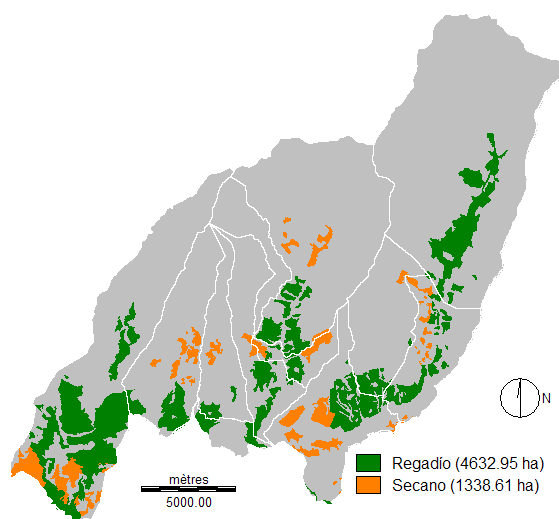 N
Regadío (4632.95 ha)
Secano (1338.61 ha)
mètres
5000.00